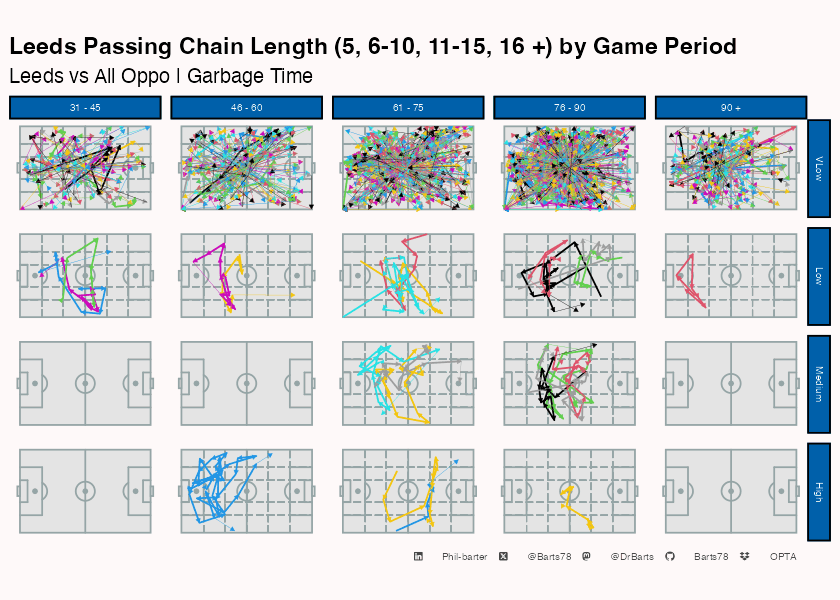 Leeds Passing Chain Length (5, 6-10, 11-15, 16 +) by Game Period
Leeds vs All Oppo I Garbage Time
31 - 45 46 - 60 61 - 75 76 - 90 90 +
V.Low
Low
Medium
High
Phil-barter @Barts78 @DrBarts Barts78 OPTA